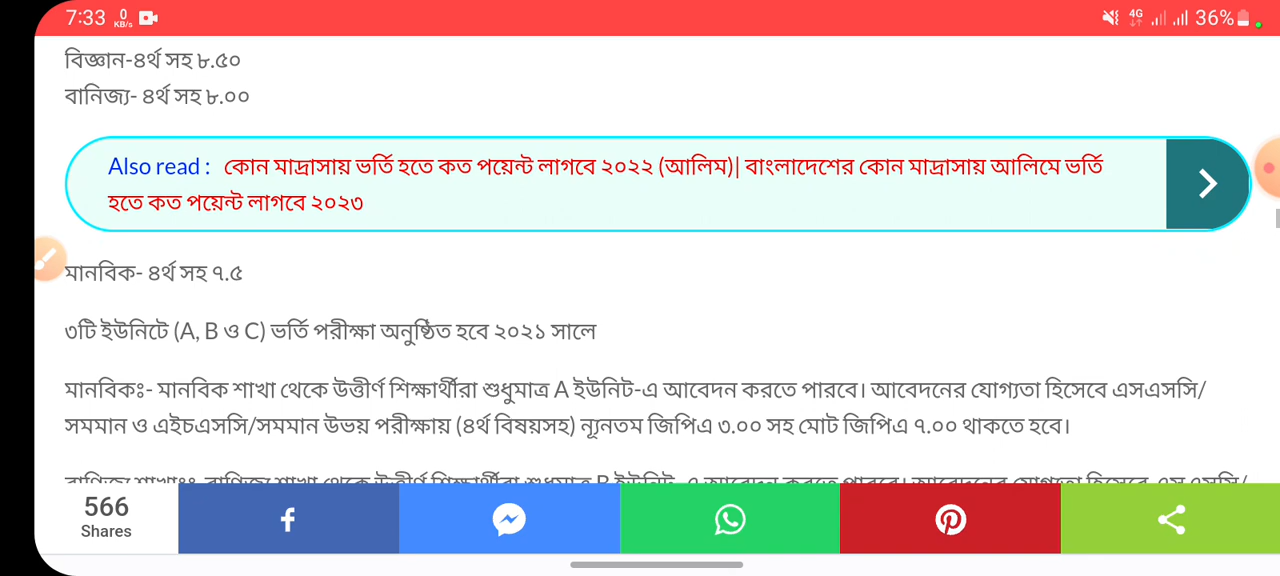 7:33 0 KB/s 4G 36%
বিজ্ঞান-৪র্থ সহ ৮.৫০
বানিজ্য- ৪র্থ সহ ৮.০০
Also read : কোন মাদ্রাসায় ভর্তি হতে কত পয়েন্ট লাগবে ২০২২ (আলিম)| বাংলাদেশের কোন মাদ্রাসায় আলিমে ভর্তি
হতে কত পয়েন্ট লাগবে ২০২৩
মানবিক- ৪র্থ সহ ৭.৫
৩টি ইউনিটে (A, B ও C) ভর্তি পরীক্ষা অনুষ্ঠিত হবে ২০২১ সালে
মানবিকঃ- মানবিক শাখা থেকে উত্তীর্ণ শিক্ষার্থীরা শুধুমাত্র A ইউনিট-এ আবেদন করতে পারবে। আবেদনের যোগ্যতা হিসেবে এসএসসি/
সমমান ও এইচএসসি/সমমান উভয় পরীক্ষায় (৪র্থ বিষয়সহ) ন্যূনতম জিপিএ ৩.০০ সহ মোট জিপিএ ৭.০০ থাকতে হবে।
566
Shares